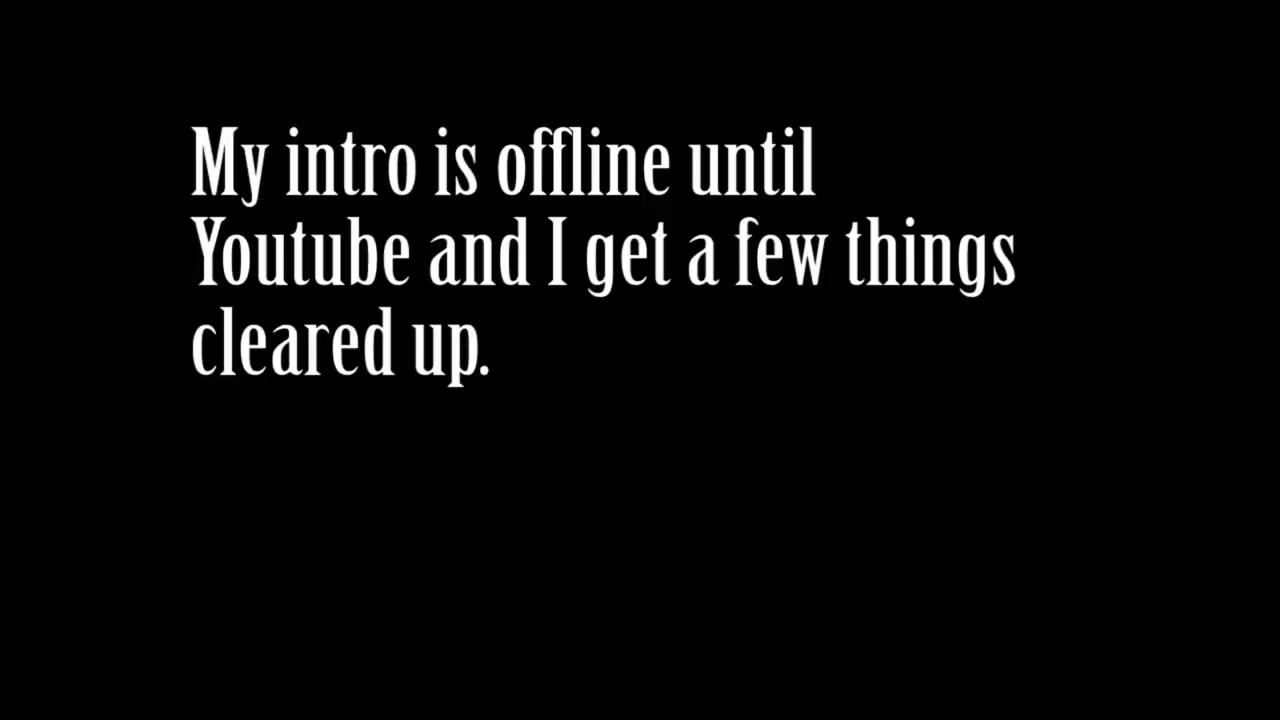 My intro is offline until
Youtube and I get a few things
cleared up.